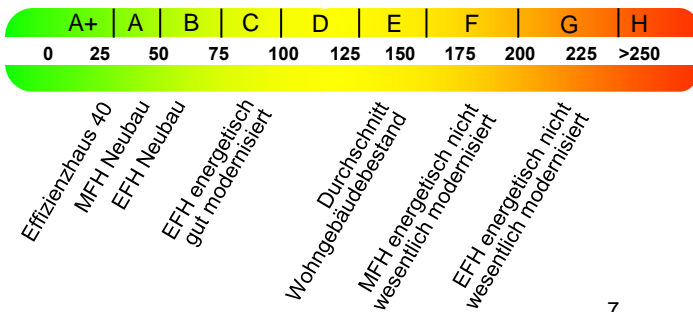 A+ A B C D E F G H
0 25 50 75 100 125 150 175 200 225 >250
Effizienzhaus 40
MFH Neubau
EFH Neubau
EFH energetisch
gut modernisiert
Durchschnitt
Wohngebäudebestand
MFH energetisch nicht
wesentlich modernisiert
EFH energetisch nicht
wesentlich modernisiert
7